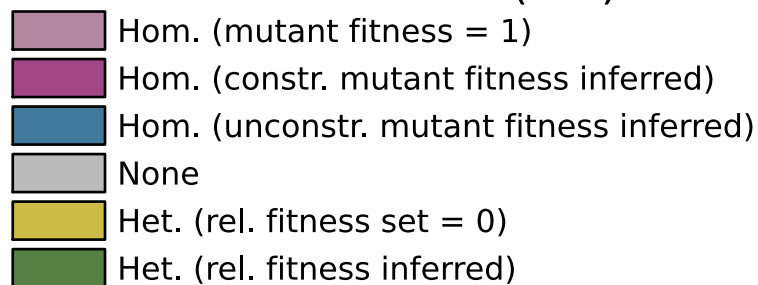 Hom. (mutant fitness = 1)
Hom. (constr. mutant fitness inferred)
Hom. (unconstr. mutant fitness inferred)
None
Het. (rel. fitness set = 0)
Het. (rel. fitness inferred)